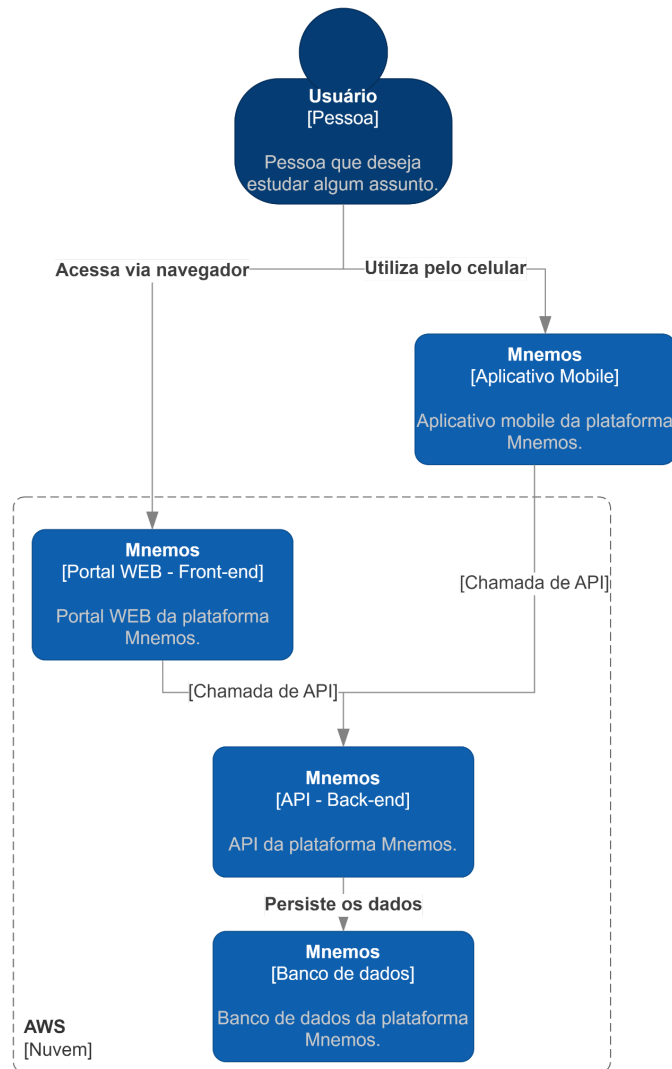 Usuário
[Pessoa]
Pessoa que deseja
estudar algum assunto.
Acessa via navegador
Utiliza pelo celular
Mnemos
[Aplicativo Mobile]
Aplicativo mobile da plataforma
Mnemos.
Mnemos
[Portal WEB - Front-end]
Portal WEB da plataforma
Mnemos.
[Chamada de API]
[Chamada de API]
Mnemos
[API - Back-end]
API da plataforma Mnemos.
Persiste os dados
Mnemos
[Banco de dados]
Banco de dados da plataforma
Mnemos.
AWS
[Nuvem]